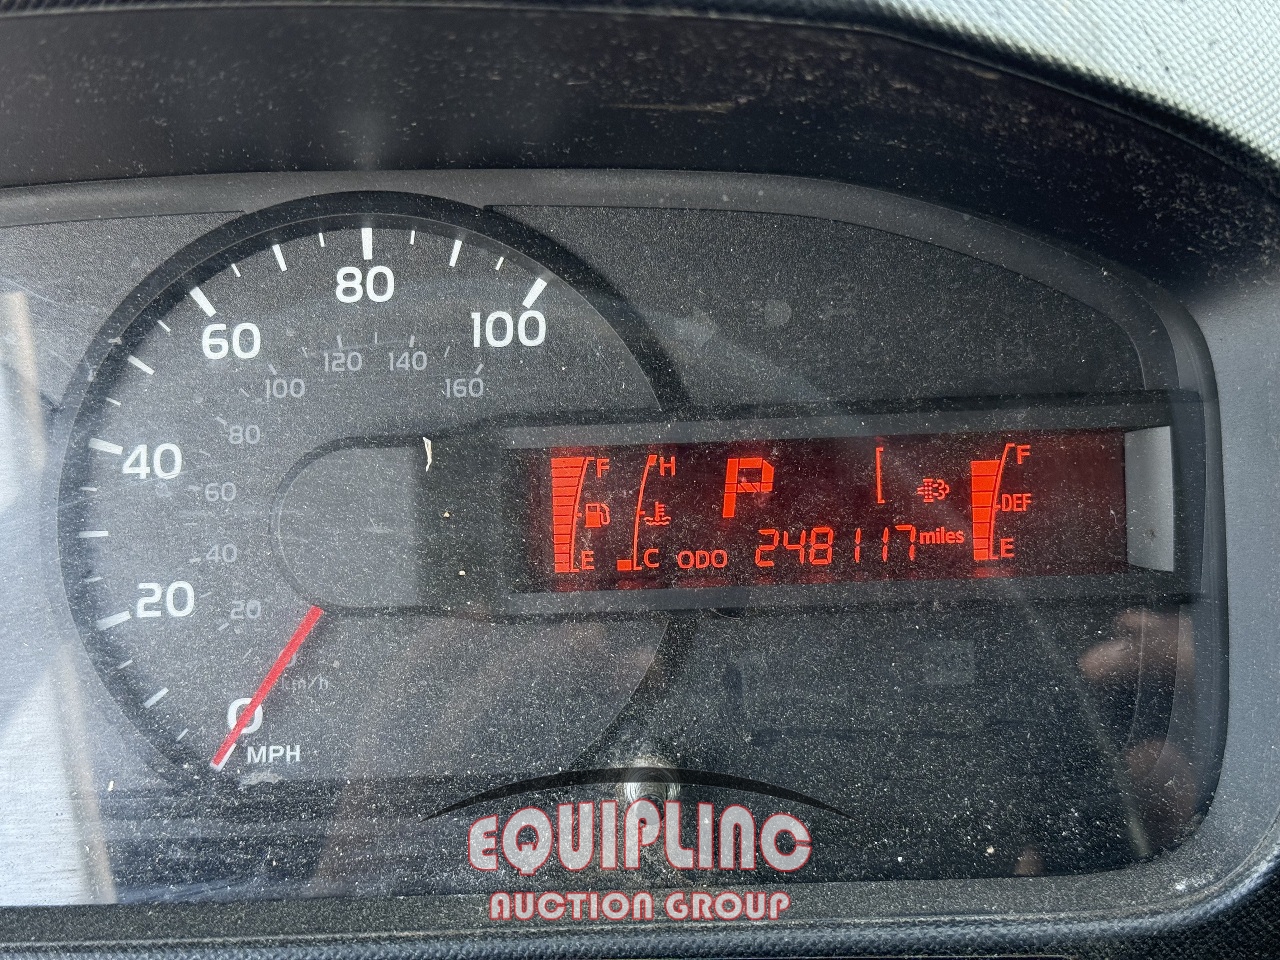 80
60
100
120
140
100
160
80
40
60
40
20
20
0
km/h
MPH
F
H
P
F
DEF
E
C
ODO
248117 miles
E
EQUIPLINC
AUCTION GROUP